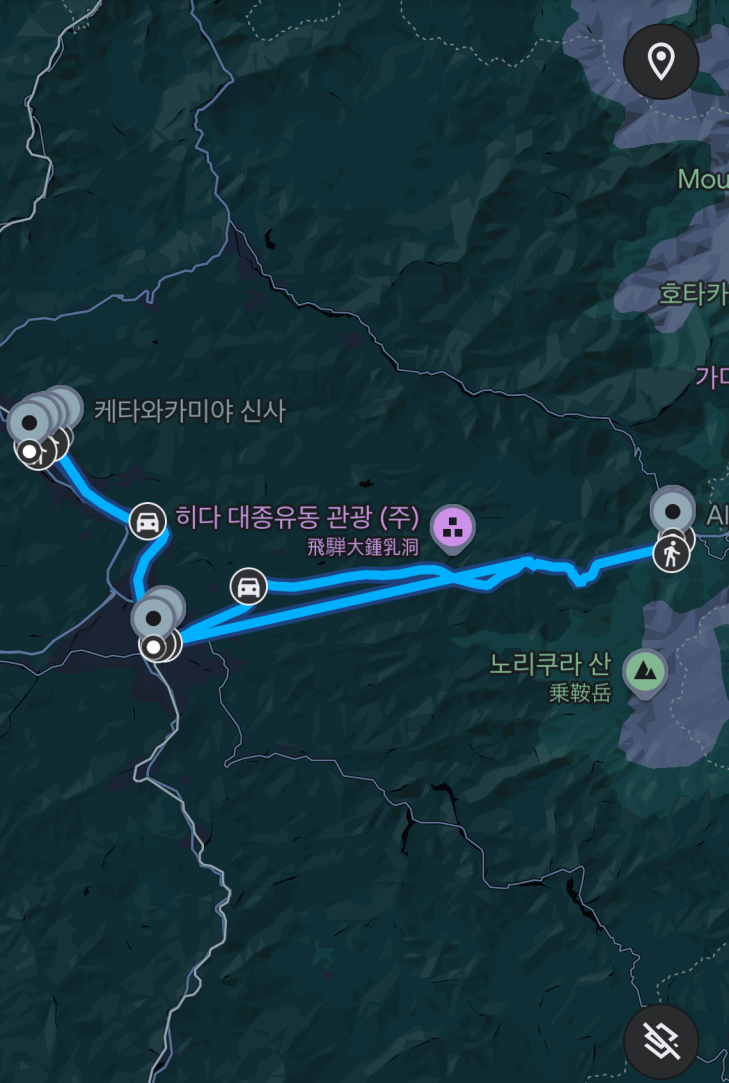 Mou
호타카
가미
케타와카미야 신사
히다 대종유동 관광 (주)
飛騨大鍾乳洞
Al
노리쿠라 산
乗鞍岳